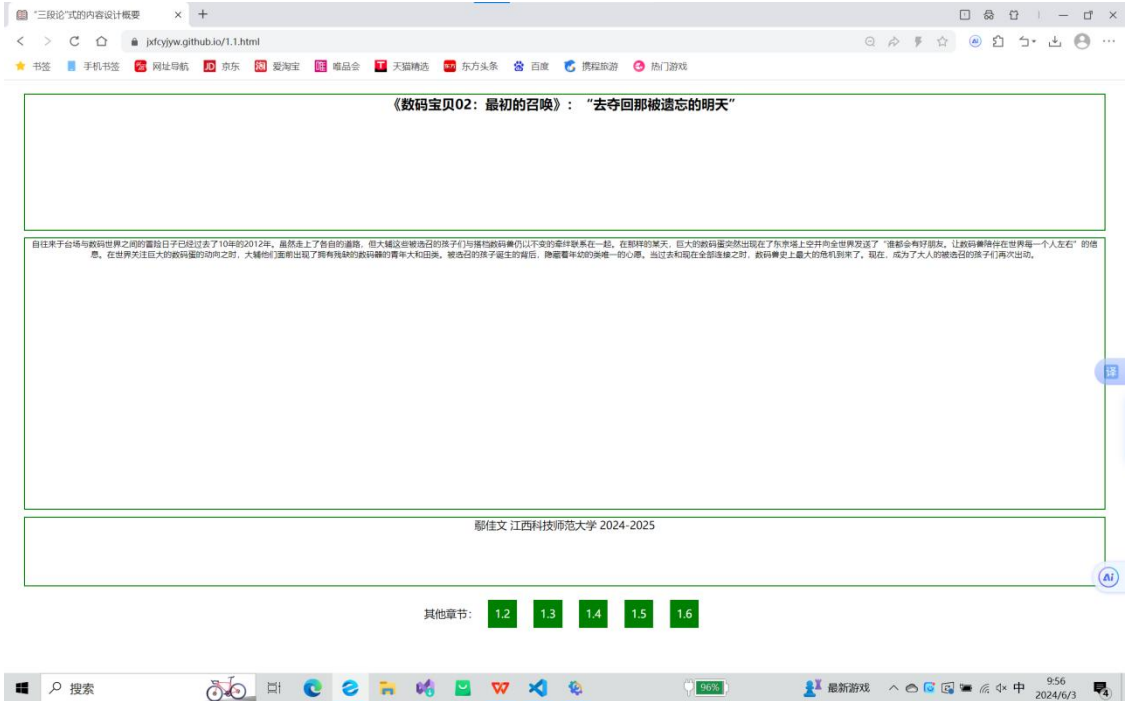 "三段论"式的内容设计概要
jxfcyjyw.github.io/1.1.html
书签 手机书签 网址导航 JD 京东 淘 爱淘宝 唯 唯品会 T 天猫精选 东方 东方头条 百度 携程旅游 热门游戏
《数码宝贝02：最初的召唤》：“去夺回那被遗忘的明天”
自往来于台场与数码世界之间的冒险日子已经过去了10年的2012年。虽然走上了各自的道路，但大辅这些被选召的孩子们与搭档数码兽仍以不变的牵绊联系在一起。在那样的某天，巨大的数码蛋突然出现在了东京塔上空并向全世界发送了“谁都会有好朋友。让数码兽陪伴在世界每一个人左右”的信
息。在世界关注巨大的数码蛋的动向之时，大辅他们面前出现了拥有残缺的数码器的青年大和田类。被选召的孩子诞生的背后，隐藏着年幼的类唯一的心愿。当过去和现在全部连接之时，数码兽史上最大的危机到来了。现在，成为了大人的被选召的孩子们再次出动。
译
鄢佳文 江西科技师范大学 2024-2025
Ai
其他章节： 1.2 1.3 1.4 1.5 1.6
搜索 96% 最新游戏 中 9:56
2024/6/3
4